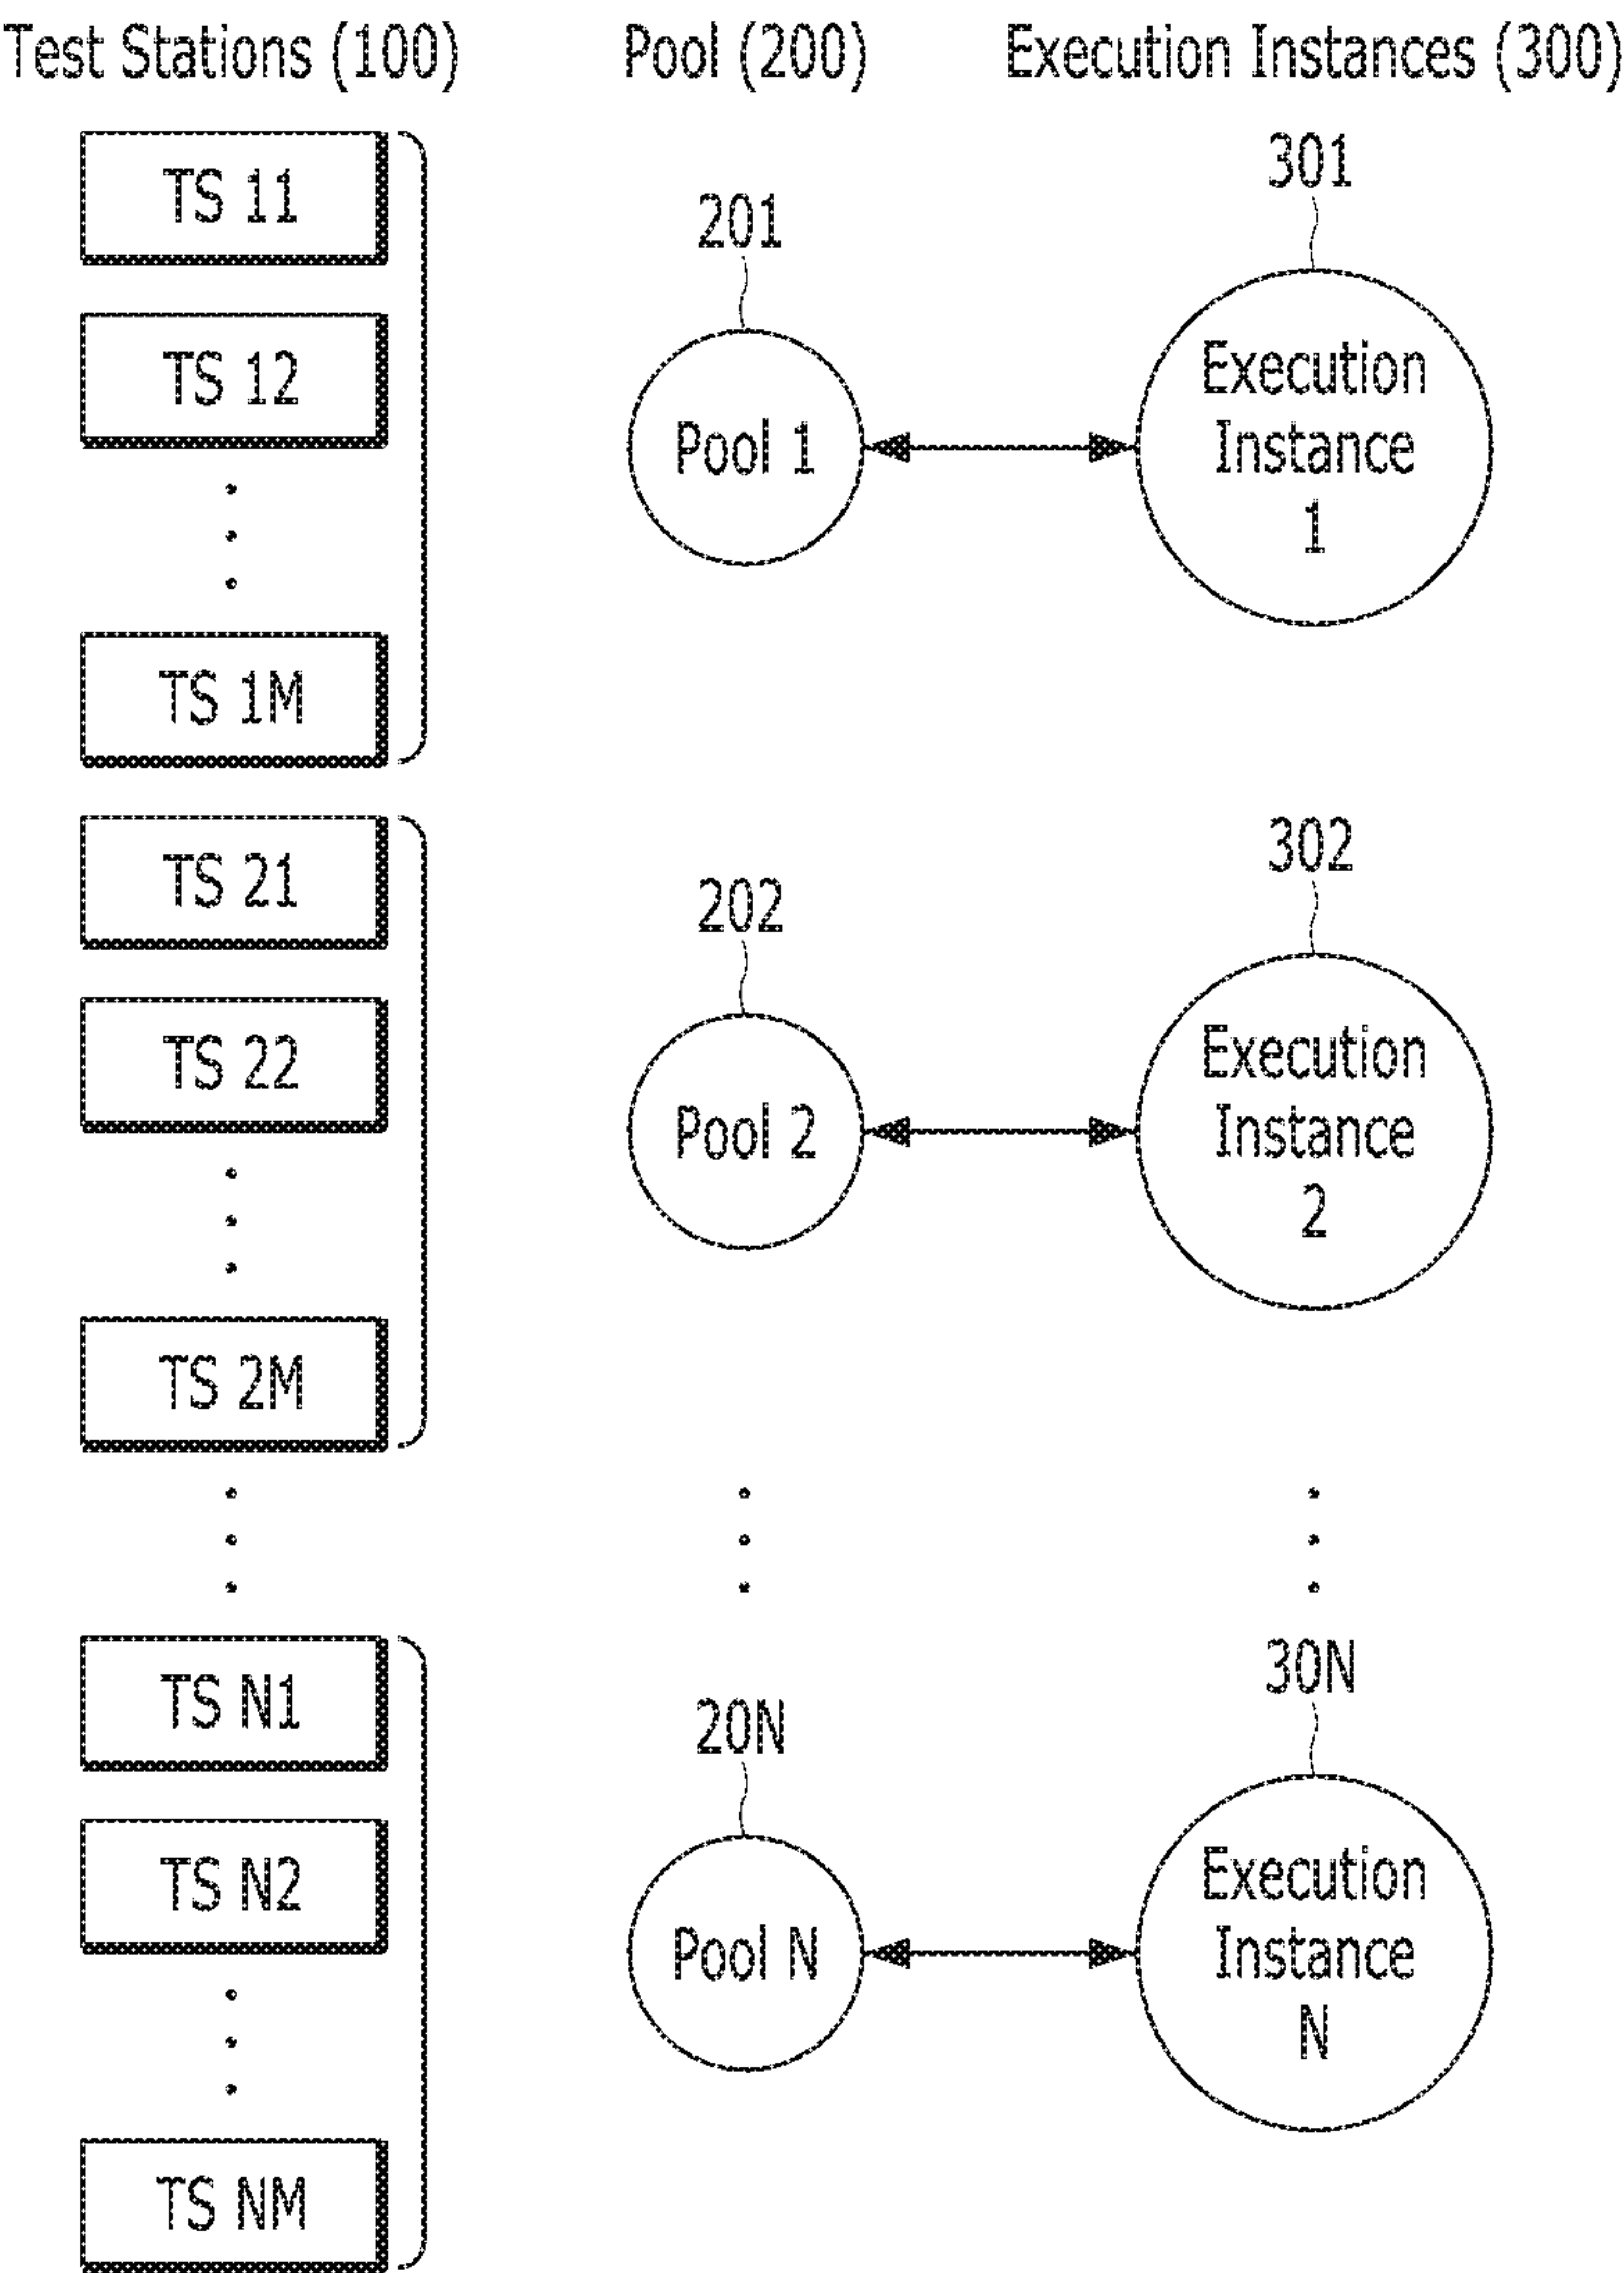 Test Stations (100)
Pool (200)
Execution Instances (300)
TS 11
TS 12
TS 1M
201
Pool 1
301
Execution
Instance
1
TS 21
TS 22
TS 2M
202
Pool 2
302
Execution
Instance
2
TS N1
TS N2
TS NM
20N
Pool N
30N
Execution
Instance
N